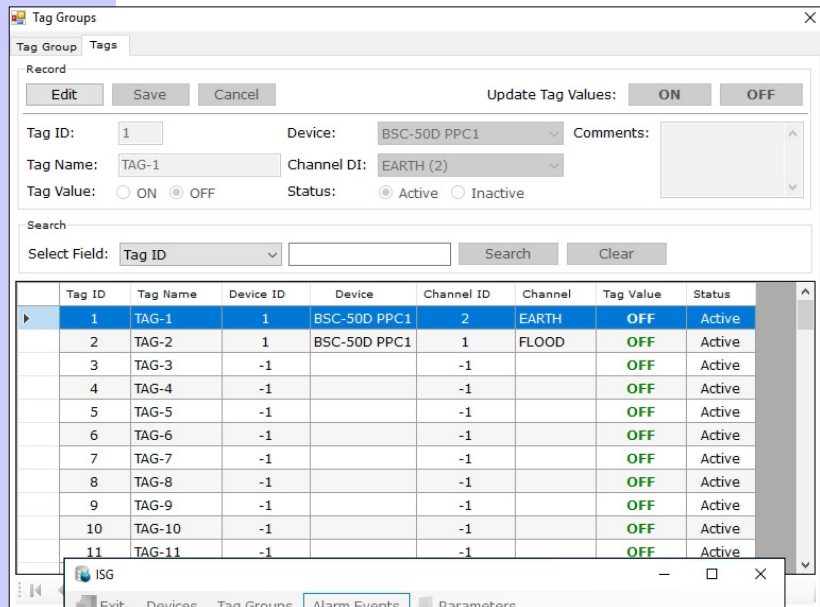 Tag Groups
Tag Group Tags
Record
Edit Save Cancel Update Tag Values: ON OFF
Tag ID: 1 Device: BSC-50D PPC1 Comments:
Tag Name: TAG-1 Channel DI: EARTH (2)
Tag Value: ON OFF Status: Active Inactive
Search
Select Field: Tag ID Search Clear
Tag ID Tag Name Device ID Device Channel ID Channel Tag Value Status
1 TAG-1 1 BSC-50D PPC1 2 EARTH OFF Active
2 TAG-2 1 BSC-50D PPC1 1 FLOOD OFF Active
3 TAG-3 -1 -1 OFF Active
4 TAG-4 -1 -1 OFF Active
5 TAG-5 -1 -1 OFF Active
6 TAG-6 -1 -1 OFF Active
7 TAG-7 -1 -1 OFF Active
8 TAG-8 -1 -1 OFF Active
9 TAG-9 -1 -1 OFF Active
10 TAG-10 -1 -1 OFF Active
11 TAG-11 -1 -1 OFF Active
ISG
Exit Devices Tag Groups Alarm Events Parameters